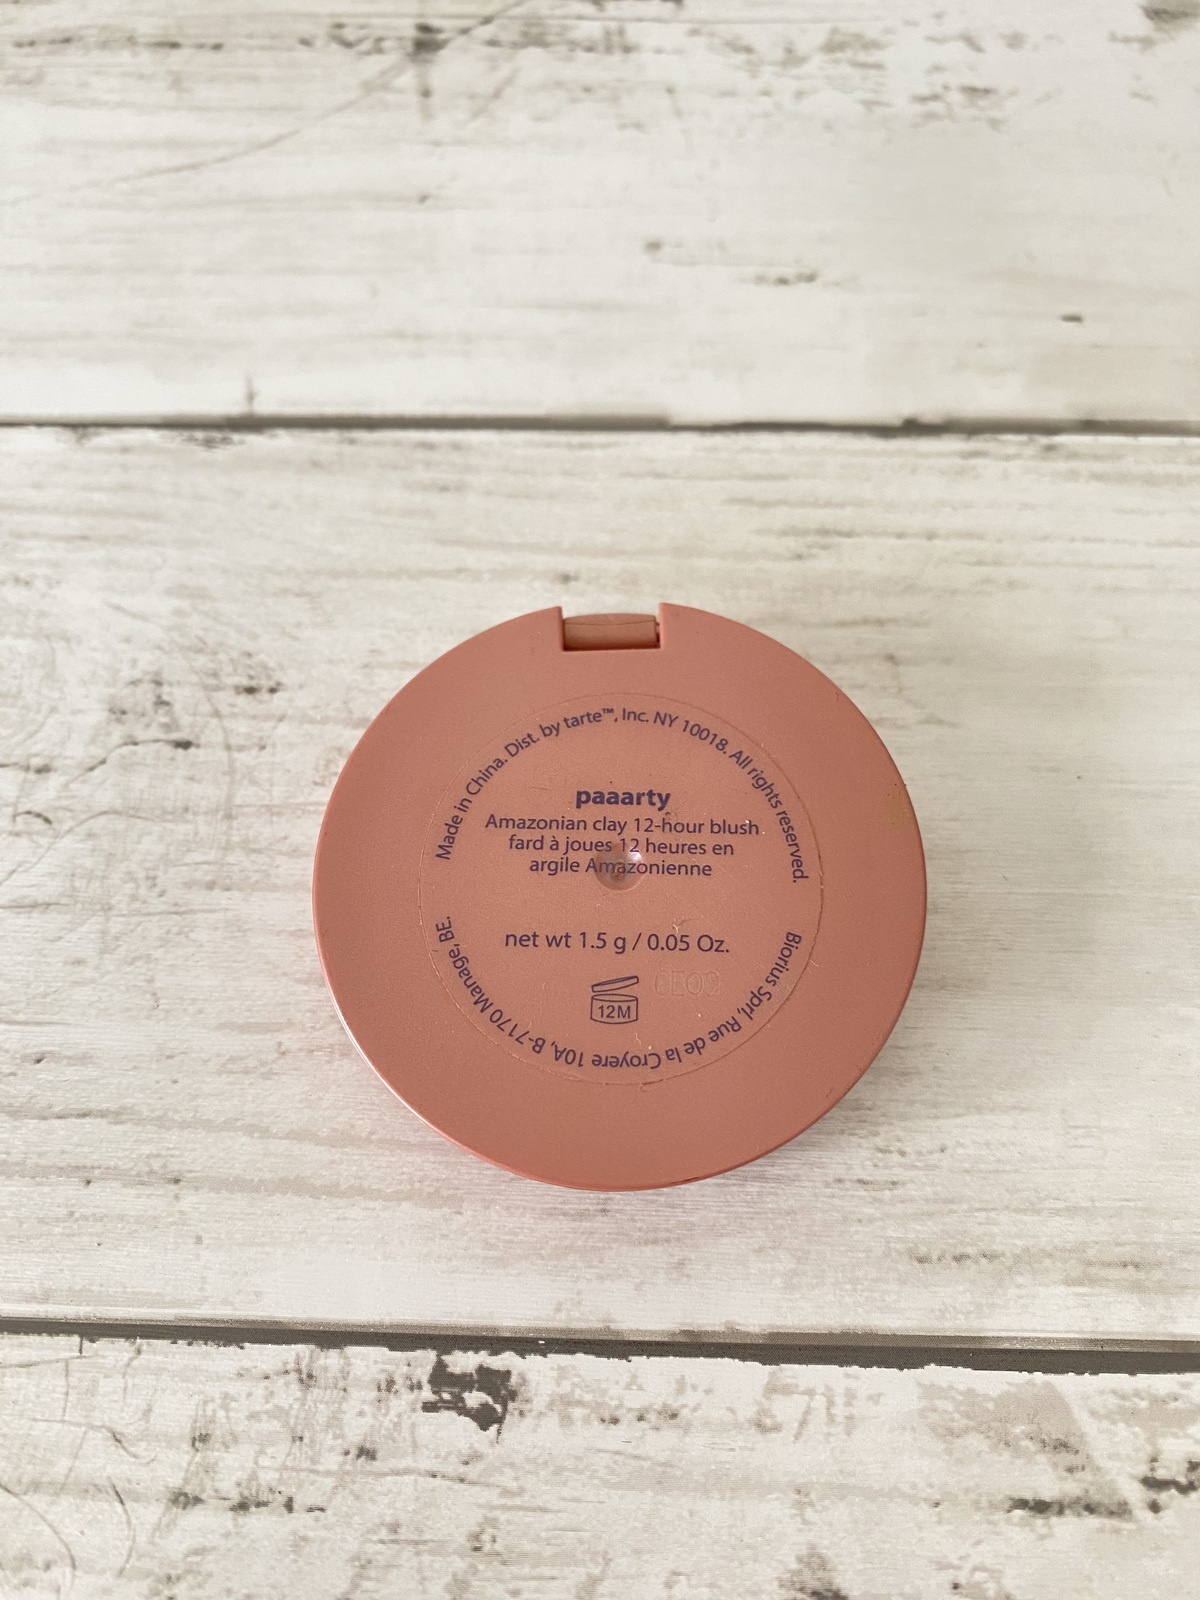 Made in China. Dist. by tarte™, Inc. NY 10018. All rights reserved.
paaarty
Amazonian clay 12-hour blush
fard à joues 12 heures en
argile Amazonienne
net wt 1.5 g / 0.05 Oz.
12M
Biorius Sprl, Rue de la Croyere 10A, B-7170 Manage, BE.